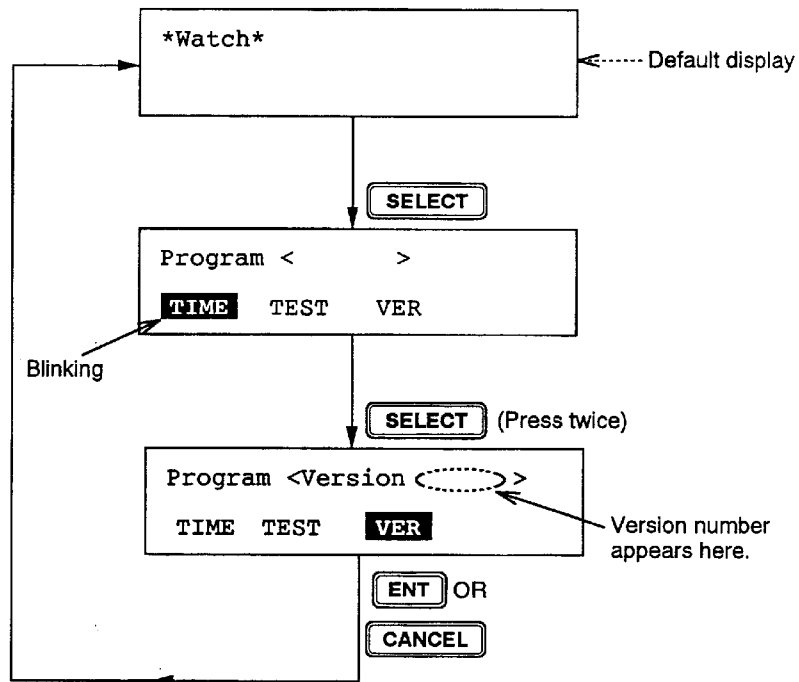 *Watch*
Default display
SELECT
Program < >
TIME TEST VER
Blinking
SELECT (Press twice)
Program <Version >
TIME TEST VER
Version number
appears here.
ENT OR
CANCEL